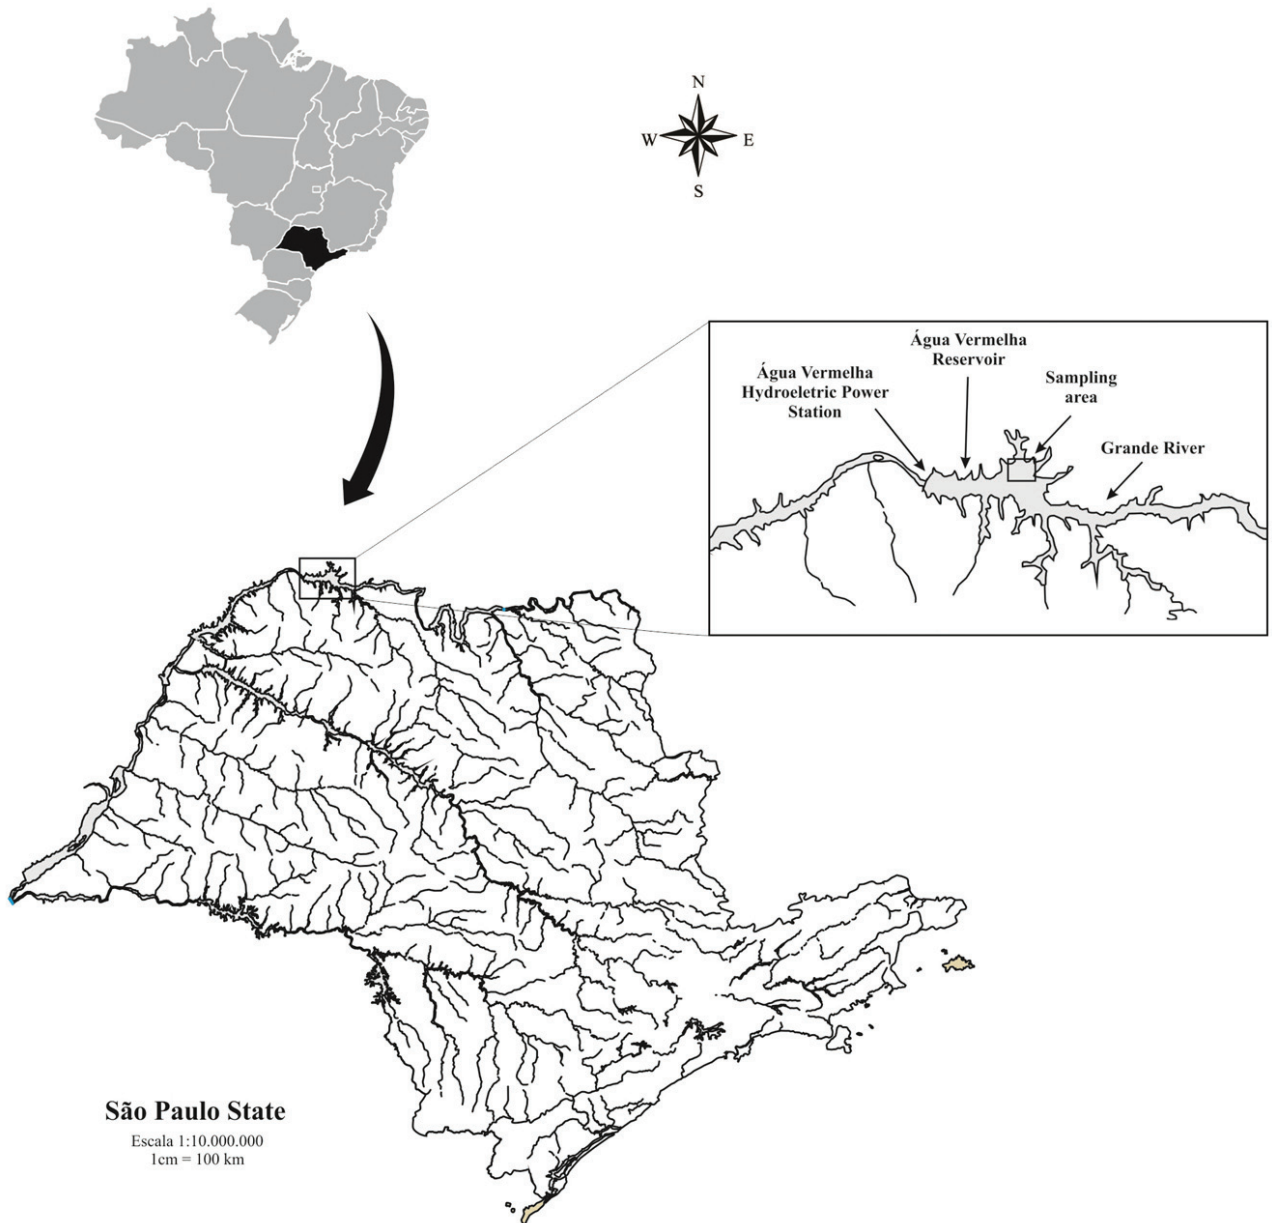 N
W
E
S
Água Vermelha
Reservoir
Água Vermelha
Hydroeletric Power
Station
Sampling
area
Grande River
São Paulo State
Escala 1:10.000.000
1cm = 100 km